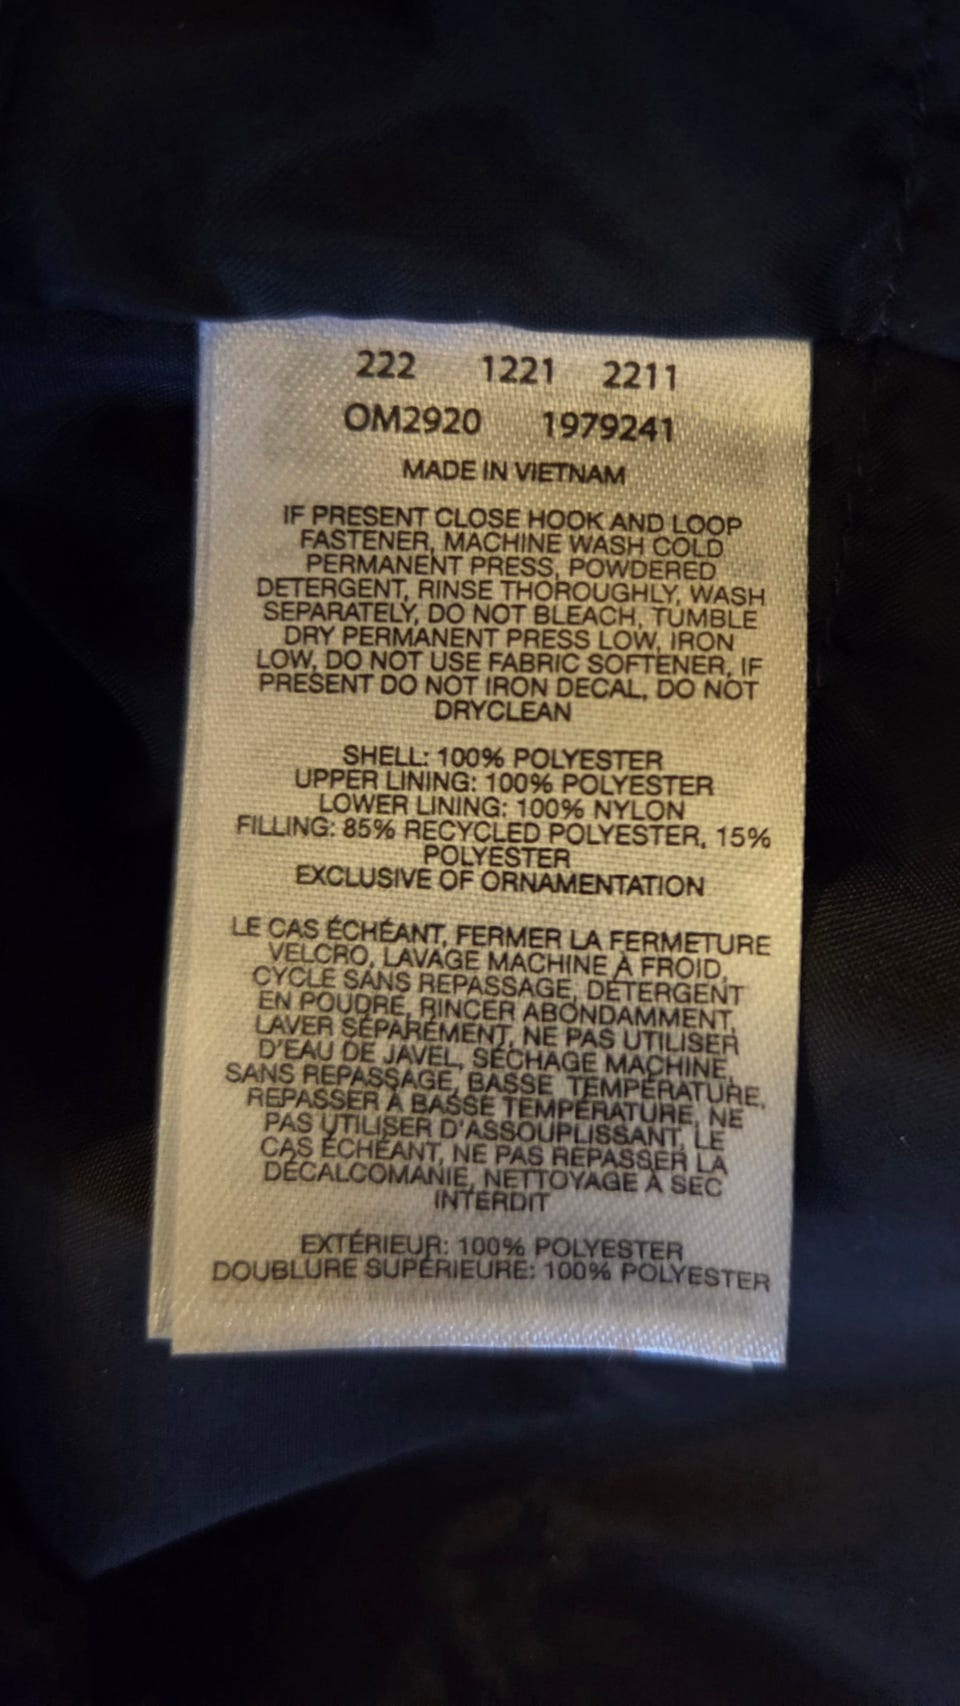 222 1221 2211
OM2920 1979241
MADE IN VIETNAM
IF PRESENT CLOSE HOOK AND LOOP
FASTENER, MACHINE WASH COLD
PERMANENT PRESS, POWDERED
DETERGENT, RINSE THOROUGHLY, WASH
SEPARATELY, DO NOT BLEACH, TUMBLE
DRY PERMANENT PRESS LOW, IRON
LOW, DO NOT USE FABRIC SOFTENER, IF
PRESENT DO NOT IRON DECAL, DO NOT
DRYCLEAN
SHELL: 100% POLYESTER
UPPER LINING: 100% POLYESTER
LOWER LINING: 100% NYLON
FILLING: 85% RECYCLED POLYESTER, 15%
POLYESTER
EXCLUSIVE OF ORNAMENTATION
LE CAS ÉCHÉANT, FERMER LA FERMETURE
VELCRO, LAVAGE MACHINE À FROID,
CYCLE SANS REPASSAGE, DÉTERGENT
EN POUDRE, RINCER ABONDAMMENT,
LAVER SÉPARÉMENT, NE PAS UTILISER
D'EAU DE JAVEL, SÉCHAGE MACHINE,
SANS REPASSAGE, BASSE TEMPÉRATURE,
REPASSER À BASSE TEMPÉRATURE, NE
PAS UTILISER D'ASSOUPLISSANT, LE
CAS ÉCHÉANT, NE PAS REPASSER LA
DÉCALCOMANIE, NETTOYAGE À SEC
INTERDIT
EXTÉRIEUR: 100% POLYESTER
DOUBLURE SUPÉRIEURE: 100% POLYESTER